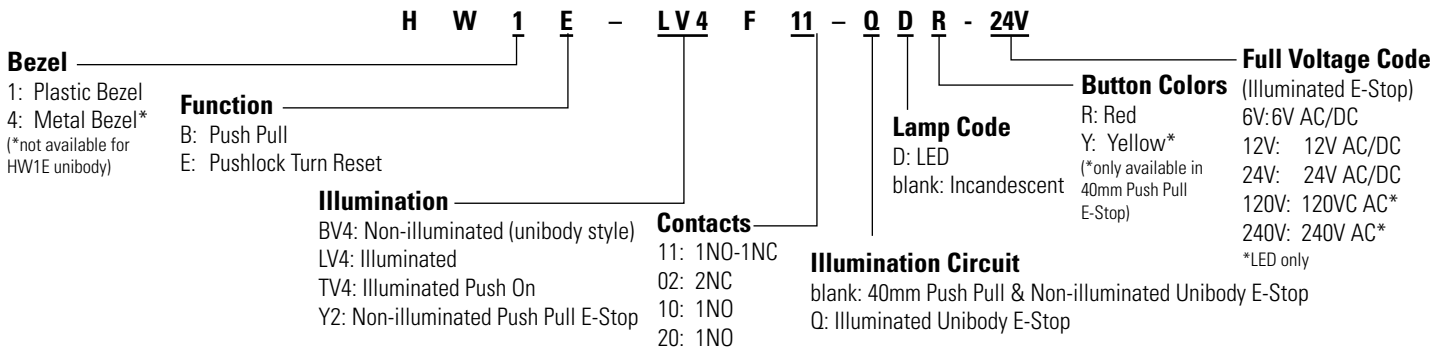 H W 1 E – LV4 F 11 – Q D R - 24V
Bezel
1: Plastic Bezel
4: Metal Bezel*
(*not available for
HW1E unibody)
Function
B: Push Pull
E: Pushlock Turn Reset
Illumination
BV4: Non-illuminated (unibody style)
LV4: Illuminated
TV4: Illuminated Push On
Y2: Non-illuminated Push Pull E-Stop
Contacts
11: 1NO-1NC
02: 2NC
10: 1NO
20: 1NO
Illumination Circuit
blank: 40mm Push Pull & Non-illuminated Unibody E-Stop
Q: Illuminated Unibody E-Stop
Lamp Code
D: LED
blank: Incandescent
Button Colors
R: Red
Y: Yellow*
(*only available in
40mm Push Pull
E-Stop)
Full Voltage Code
(Illuminated E-Stop)
6V:6V AC/DC
12V: 12V AC/DC
24V: 24V AC/DC
120V: 120VC AC*
240V: 240V AC*
*LED only